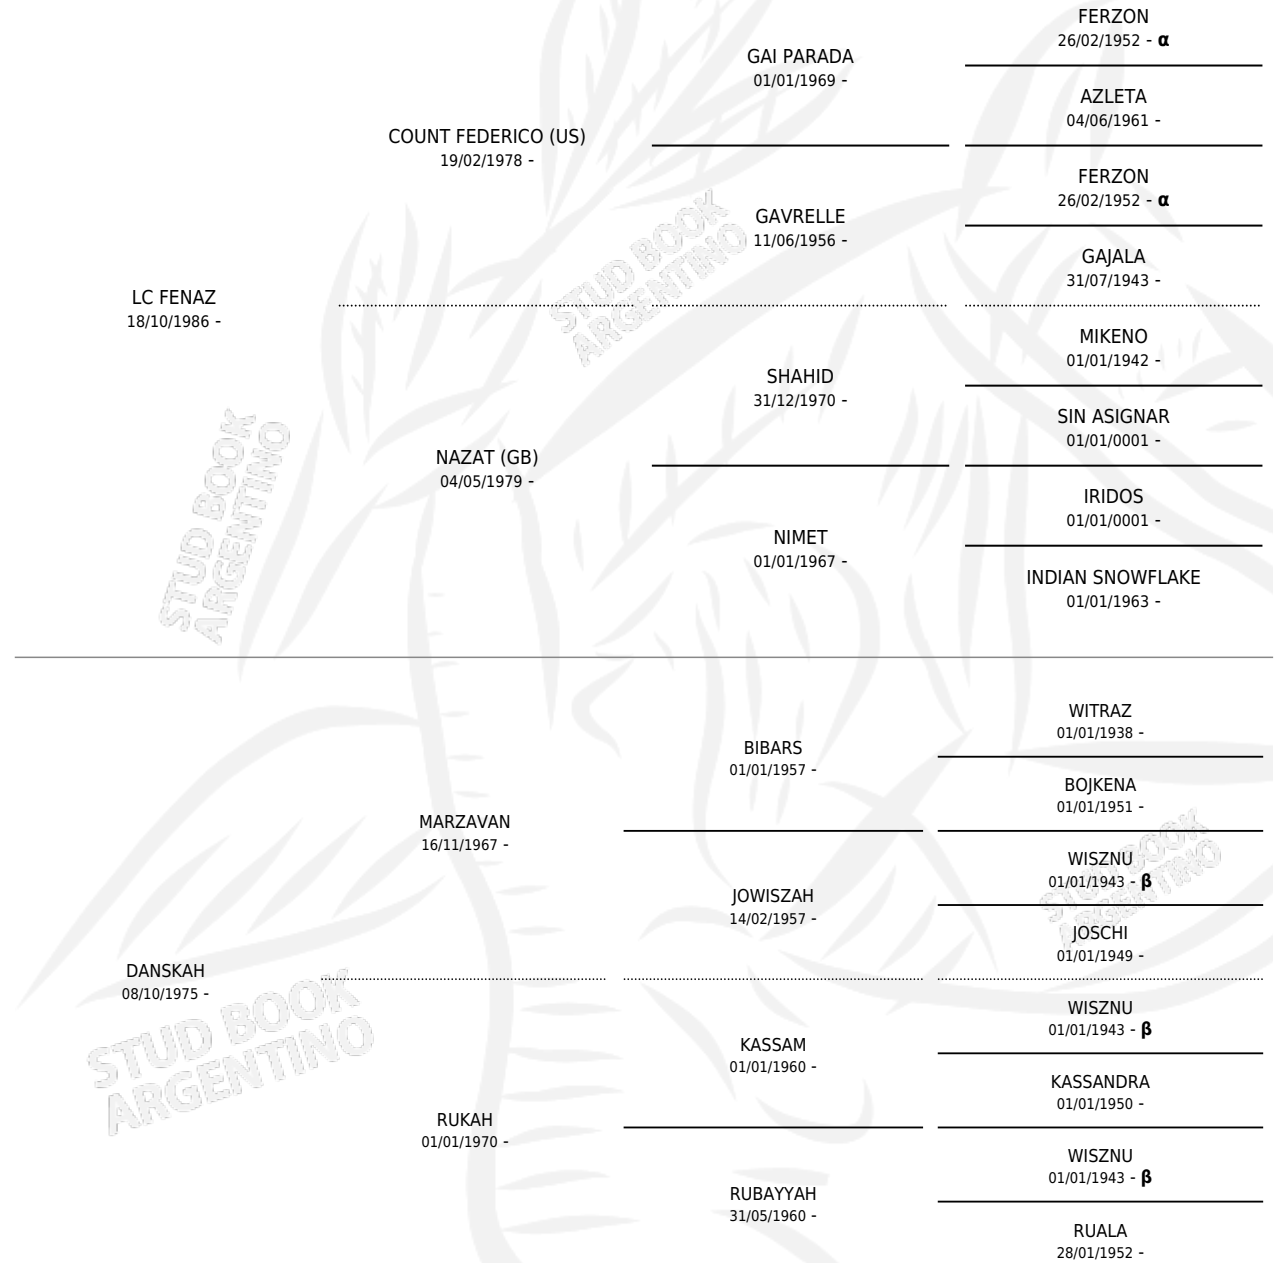 FERZON
26/02/1952 - α
GAI PARADA
01/01/1969 -
AZLETA
04/06/1961 -
COUNT FEDERICO (US)
19/02/1978 -
FERZON
26/02/1952 - α
GAVRELLE
11/06/1956 -
GAJALA
31/07/1943 -
LC FENAZ
18/10/1986 -
MIKENO
01/01/1942 -
SHAHID
31/12/1970 -
SIN ASIGNAR
01/01/0001 -
NAZAT (GB)
04/05/1979 -
IRIDOS
01/01/0001 -
NIMET
01/01/1967 -
INDIAN SNOWFLAKE
01/01/1963 -
WITRAZ
01/01/1938 -
BIBARS
01/01/1957 -
BOJKENA
01/01/1951 -
MARZAVAN
16/11/1967 -
WISZNU
01/01/1943 - β
JOWISZAH
14/02/1957 -
JOSCHI
01/01/1949 -
DANSKAH
08/10/1975 -
WISZNU
01/01/1943 - β
KASSAM
01/01/1960 -
KASSANDRA
01/01/1950 -
RUKAH
01/01/1970 -
WISZNU
01/01/1943 - β
RUBAYYAH
31/05/1960 -
RUALA
28/01/1952 -
STUD BOOK
ARGENTINO
STUD BOOK
ARGENTINO
STUD BOOK
ARGENTINO
STUD BOOK
ARGENTINO